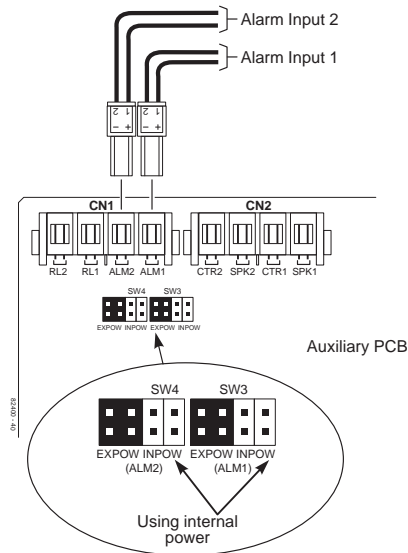 Alarm Input 2
Alarm Input 1
2 1 2 1
– + – +
CN1 CN2
RL2 RL1 ALM2 ALM1 CTR2 SPK2 CTR1 SPK1
SW4 SW3
EXPOW INPOW EXPOW INPOW
Auxiliary PCB
82400 - 40
SW4 SW3
EXPOW INPOW EXPOW INPOW
(ALM2) (ALM1)
Using internal
power